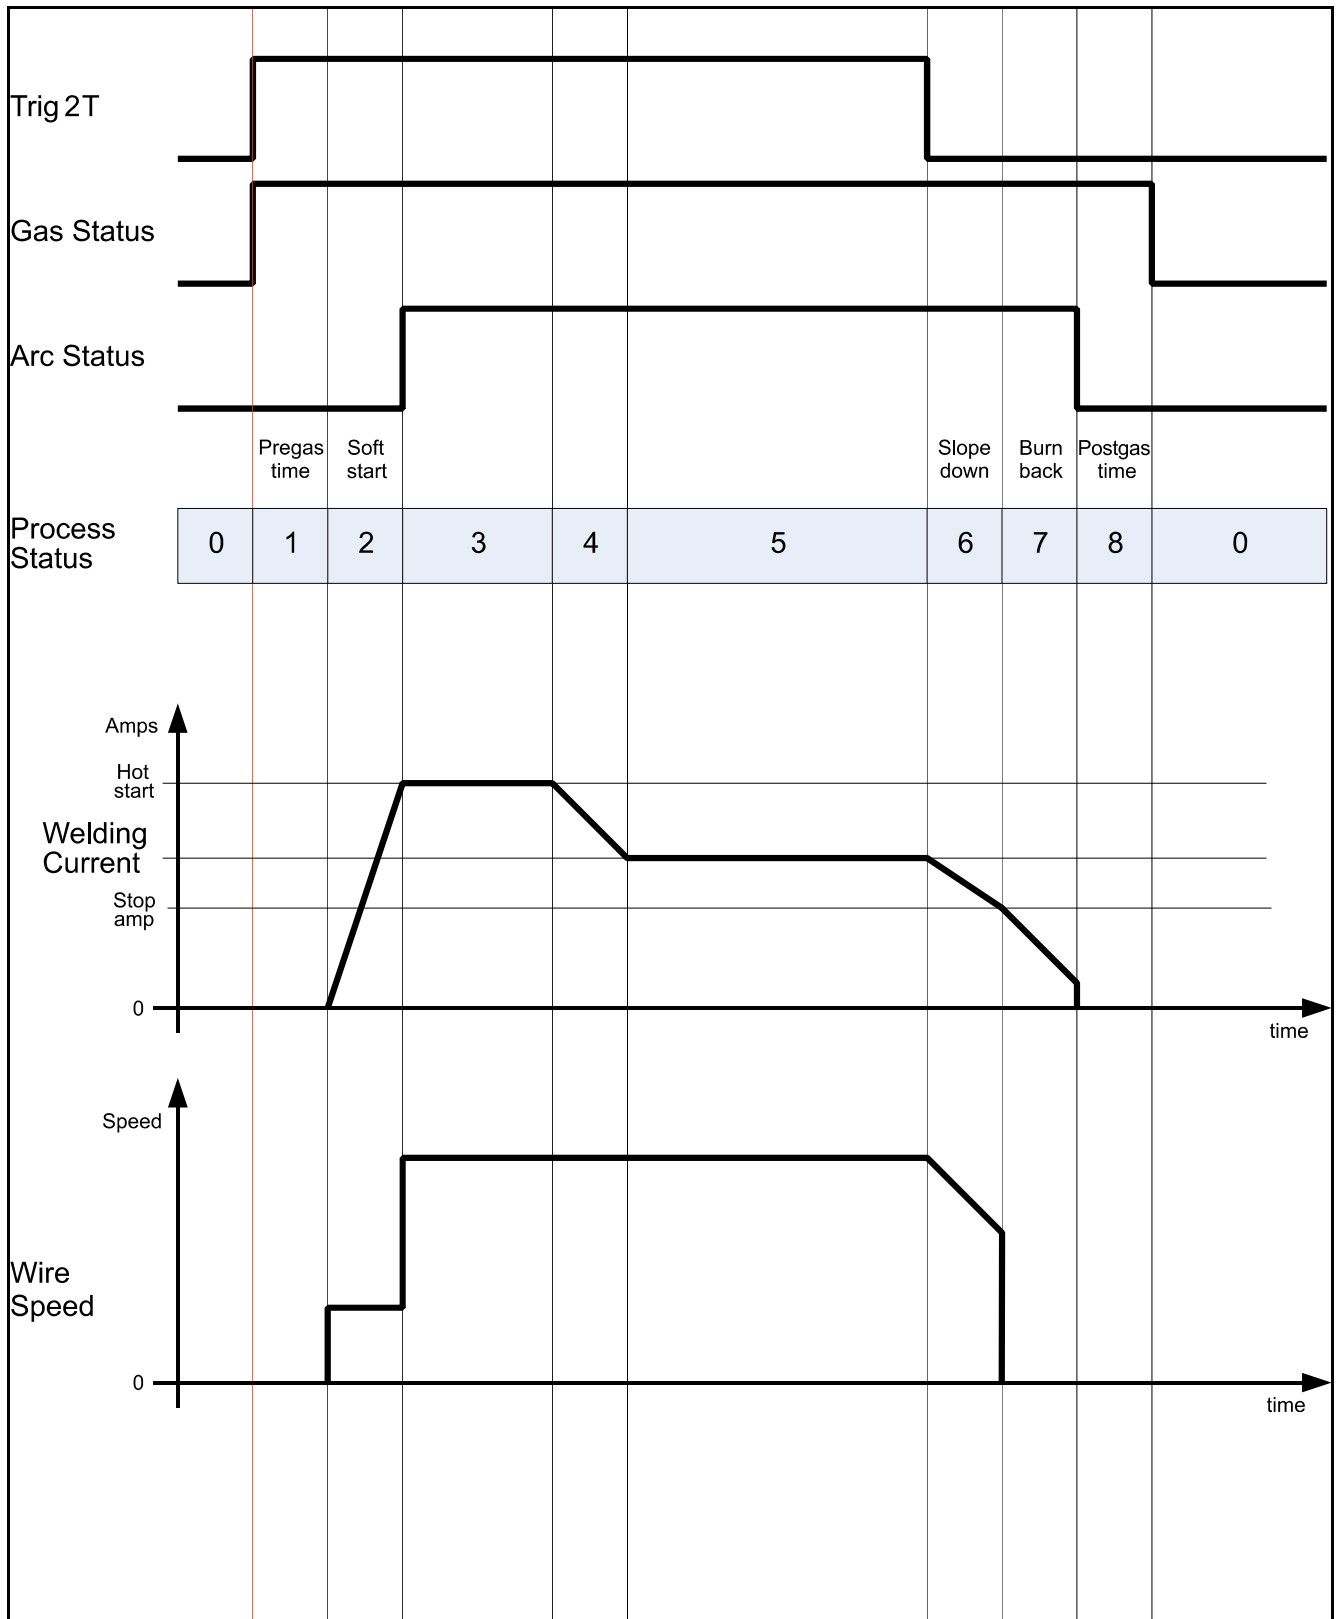 Trig 2T
Gas Status
Arc Status
Pregas
time
Soft
start
Slope
down
Burn
back
Postgas
time
Process
Status
0 1 2 3 4 5 6 7 8 0
Amps
Hot
start
Welding
Current
Stop
amp
0
time
Speed
Wire
Speed
0
time